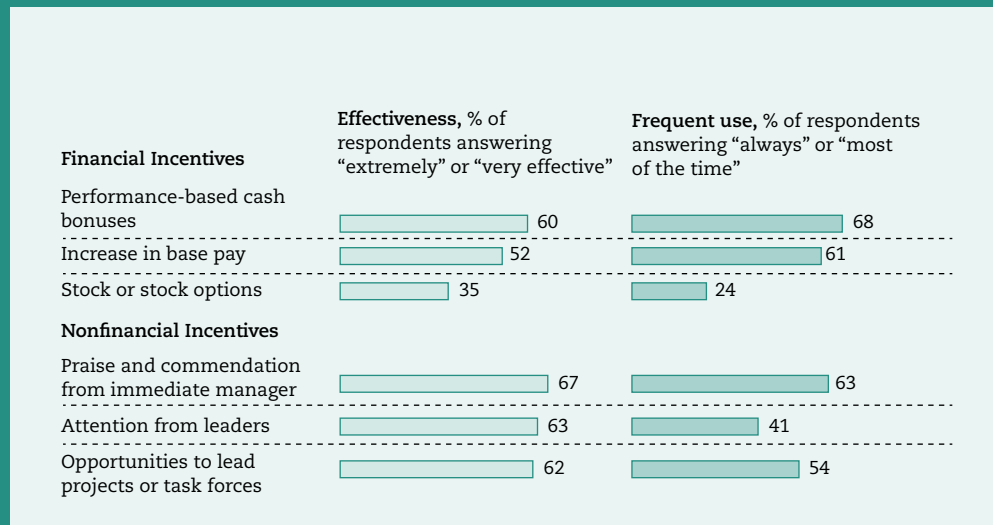 Effectiveness, % of
respondents answering
“extremely” or “very effective”
Frequent use, % of respondents
answering “always” or “most
of the time”
Financial Incentives
Performance-based cash
bonuses
60
68
Increase in base pay
52
61
Stock or stock options
35
24
Nonfinancial Incentives
Praise and commendation
from immediate manager
67
63
Attention from leaders
63
41
Opportunities to lead
projects or task forces
62
54